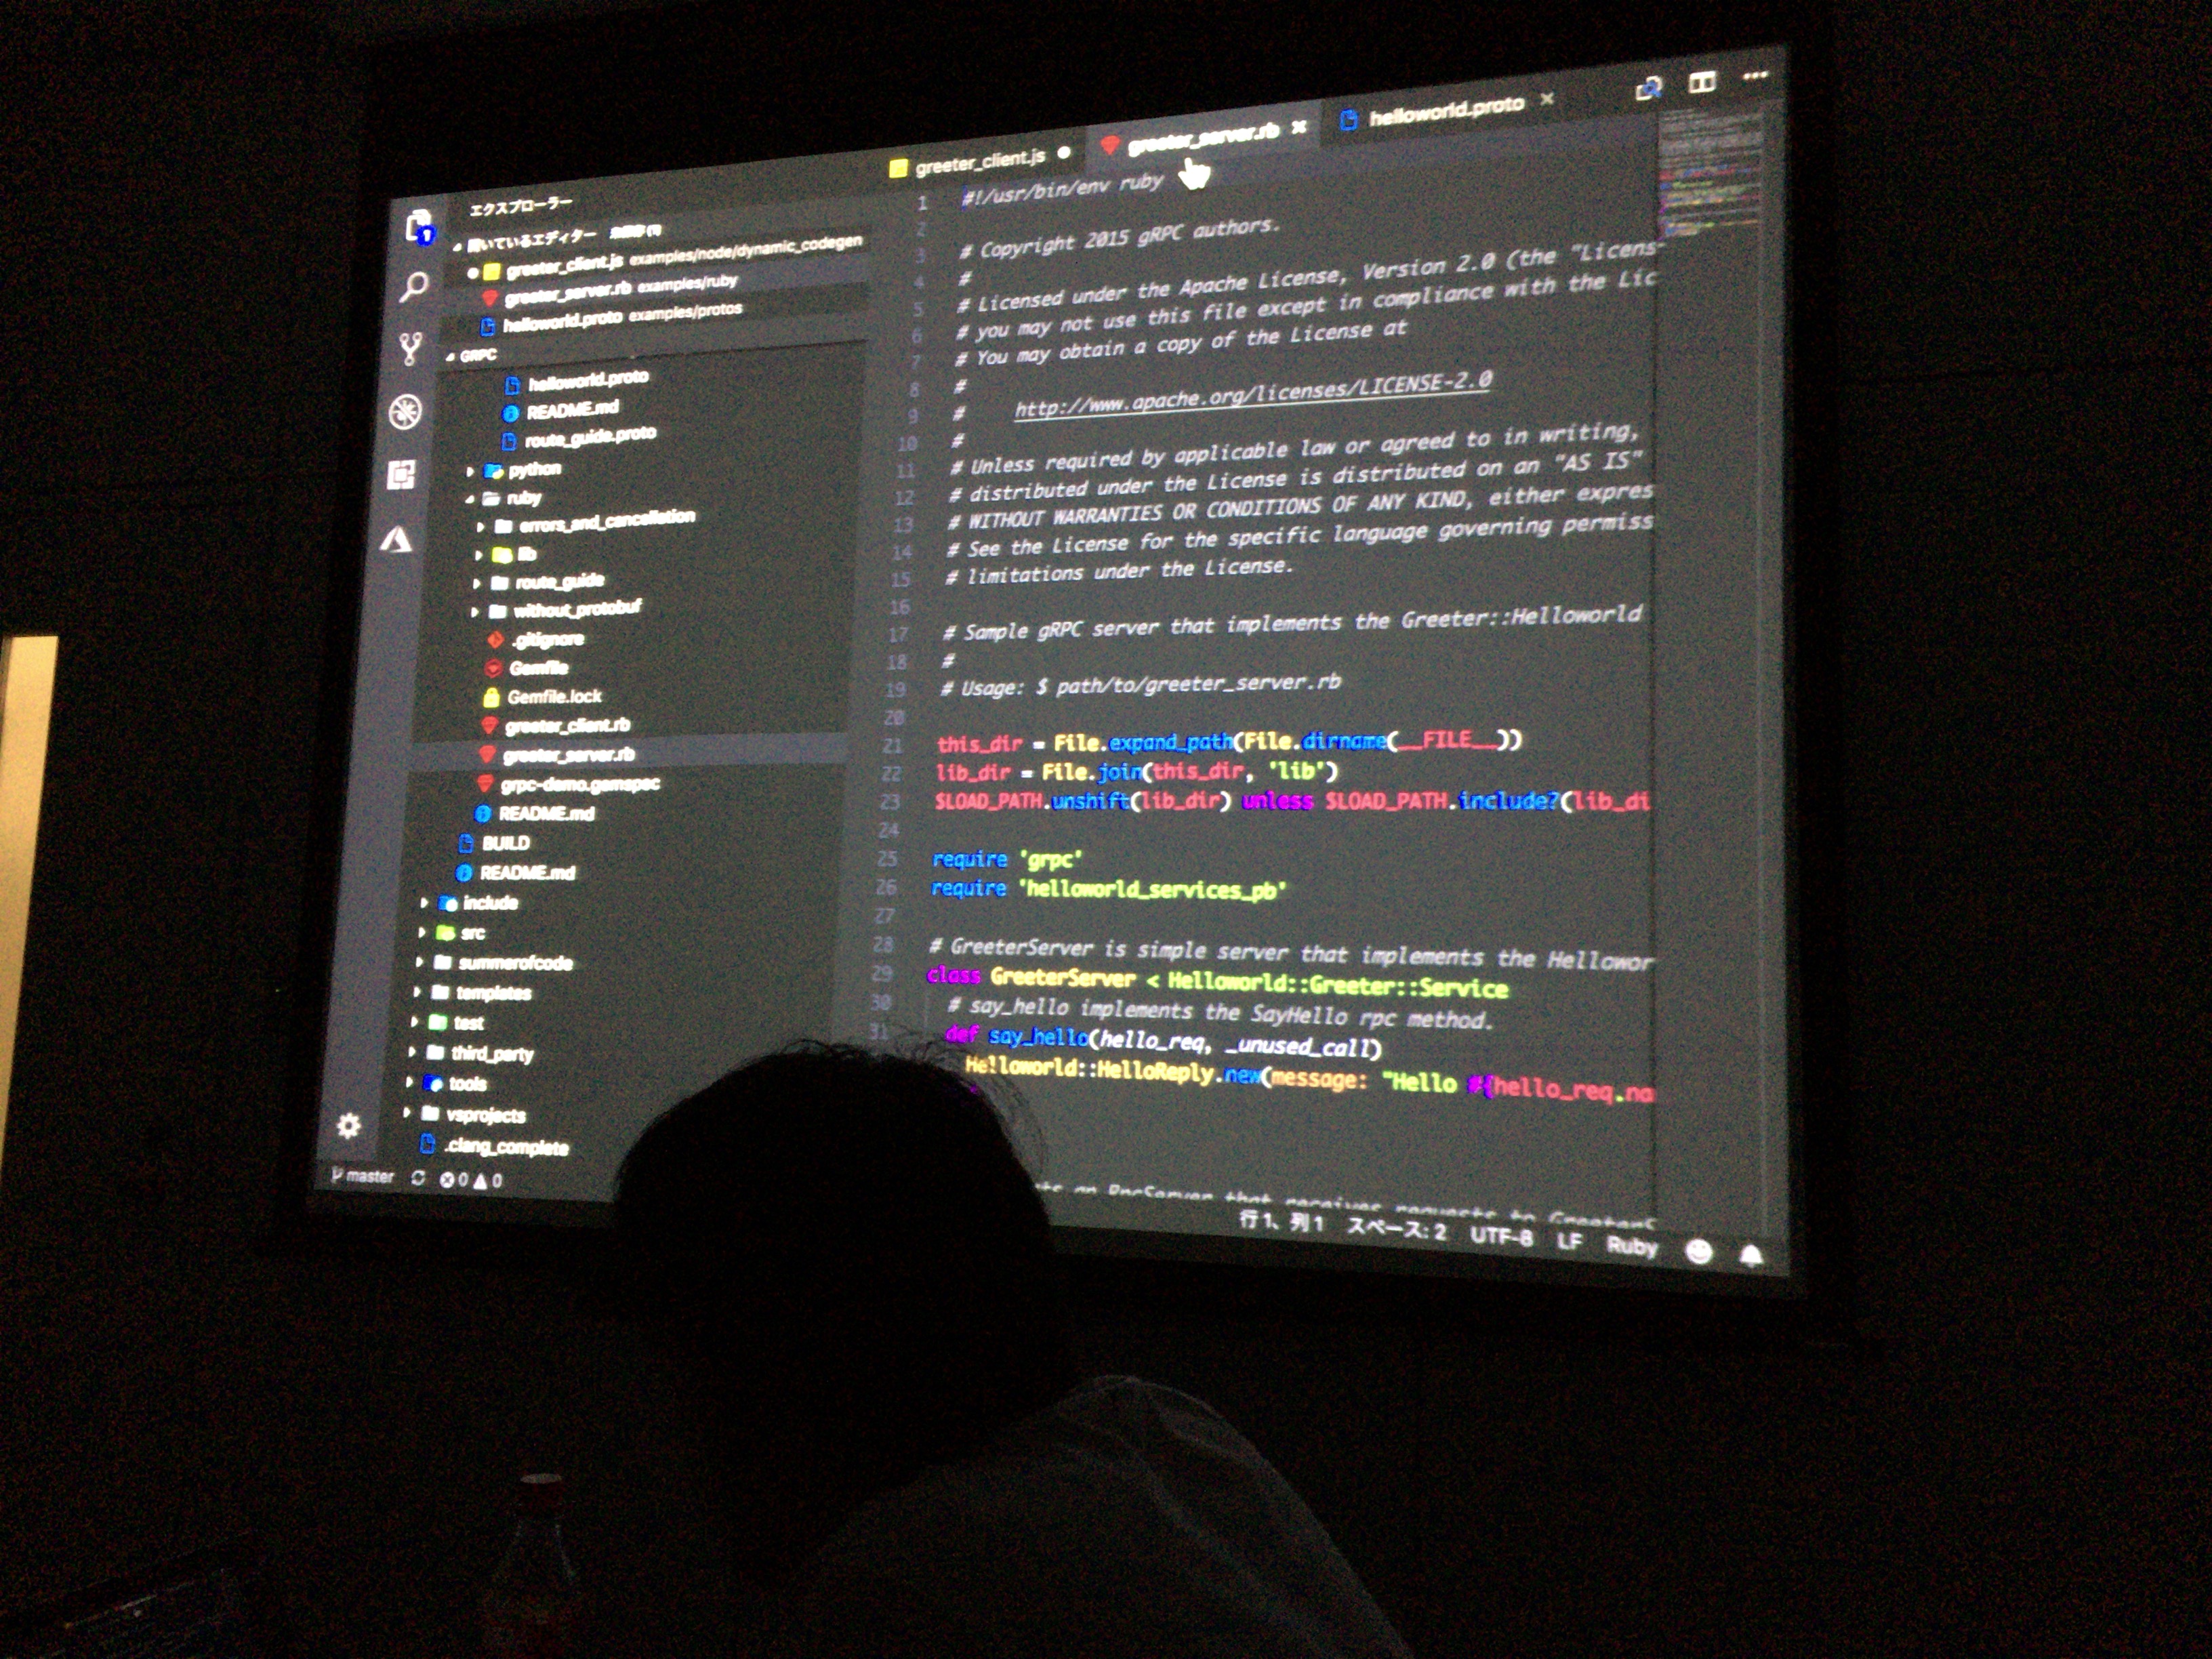 greeter_client.js
greeter_server.rb
helloworld.proto
エクスプローラー
開いているエディター
greeter_client.js examples/node/dynamic_codegen
greeter_server.rb examples/ruby
helloworld.proto examples/protos
GRPC
helloworld.proto
README.md
route_guide.proto
python
ruby
errors_and_cancellation
lib
route_guide
without_protobuf
.gitignore
Gemfile
Gemfile.lock
greeter_client.rb
greeter_server.rb
grpc-demo.gemspec
README.md
BUILD
README.md
include
src
summerofcode
templates
test
third_party
tools
vsprojects
.clang_complete
1 #!/usr/bin/env ruby
2
3 # Copyright 2015 gRPC authors.
4 #
5 # Licensed under the Apache License, Version 2.0 (the "Licens
6 # you may not use this file except in compliance with the Lic
7 # You may obtain a copy of the License at
8 #
9 # http://www.apache.org/licenses/LICENSE-2.0
10 #
11 # Unless required by applicable law or agreed to in writing,
12 # distributed under the License is distributed on an "AS IS"
13 # WITHOUT WARRANTIES OR CONDITIONS OF ANY KIND, either expres
14 # See the License for the specific language governing permiss
15 # limitations under the License.
16
17 # Sample gRPC server that implements the Greeter::Helloworld
18 #
19 # Usage: $ path/to/greeter_server.rb
20
21 this_dir = File.expand_path(File.dirname(__FILE__))
22 lib_dir = File.join(this_dir, 'lib')
23 $LOAD_PATH.unshift(lib_dir) unless $LOAD_PATH.include?(lib_di
24
25 require 'grpc'
26 require 'helloworld_services_pb'
27
28 # GreeterServer is simple server that implements the Hellowor
29 class GreeterServer < Helloworld::Greeter::Service
30 # say_hello implements the SayHello rpc method.
31 def say_hello(hello_req, _unused_call)
Helloworld::HelloReply.new(message: "Hello #{hello_req.na
RpcServer that receives requests to GreeterS
master 0 0
行 1、列 1 スペース: 2 UTF-8 LF Ruby